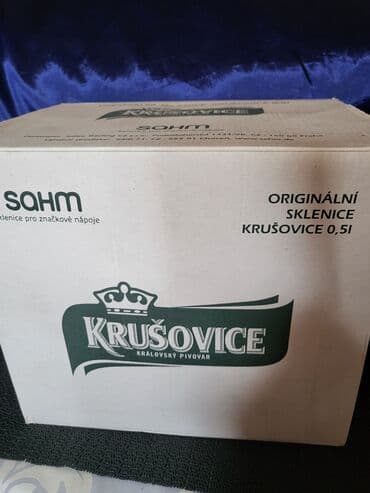 KRUŠOVICE
SAHM
SAHM
sklenice pro značkové nápoje
ORIGINÁLNÍ
SKLENICE
KRUŠOVICE 0,5l
KRUŠOVICE
KRÁLOVSKÝ PIVOVAR